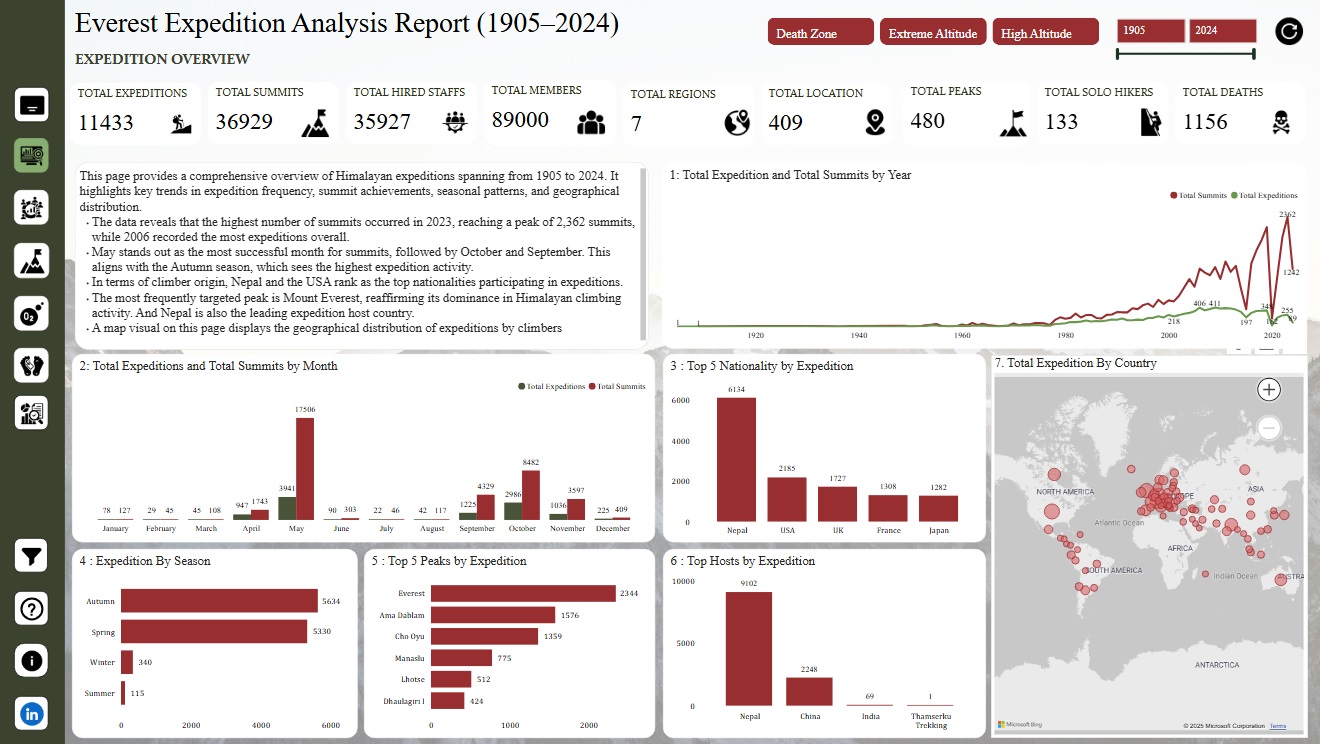 Everest Expedition Analysis Report (1905–2024)
EXPEDITION OVERVIEW
Death Zone
Extreme Altitude
High Altitude
1905
2024
TOTAL EXPEDITIONS
11433
TOTAL SUMMITS
36929
TOTAL HIRED STAFFS
35927
TOTAL MEMBERS
89000
TOTAL REGIONS
7
TOTAL LOCATION
409
TOTAL PEAKS
480
TOTAL SOLO HIKERS
133
TOTAL DEATHS
1156
This page provides a comprehensive overview of Himalayan expeditions spanning from 1905 to 2024. It
highlights key trends in expedition frequency, summit achievements, seasonal patterns, and geographical
distribution.
• The data reveals that the highest number of summits occurred in 2023, reaching a peak of 2,362 summits,
while 2006 recorded the most expeditions overall.
• May stands out as the most successful month for summits, followed by October and September. This
aligns with the Autumn season, which sees the highest expedition activity.
• In terms of climber origin, Nepal and the USA rank as the top nationalities participating in expeditions.
• The most frequently targeted peak is Mount Everest, reaffirming its dominance in Himalayan climbing
activity. And Nepal is also the leading expedition host country.
• A map visual on this page displays the geographical distribution of expeditions by climbers
1: Total Expedition and Total Summits by Year
Total Summits Total Expeditions
2362
1242
406 411
348
255
218
197
1
1920 1940 1960 1980 2000 2020
2: Total Expeditions and Total Summits by Month
Total Expeditions Total Summits
78 127 29 45 45 108 947 1743 3941 17506 90 303 22 46 42 117 1225 4329 2986 8482 1036 3597 225 409
January February March April May June July August September October November December
3 : Top 5 Nationality by Expedition
6000
4000
2000
0
6134 2185 1727 1308 1282
Nepal USA UK France Japan
7. Total Expedition By Country
NORTH AMERICA
EUROPE
ASIA
Atlantic Ocean
AFRICA
SOUTH AMERICA
Indian Ocean
AUSTRA
ANTARCTICA
Microsoft Bing
© 2025 Microsoft Corporation Terms
4 : Expedition By Season
Autumn 5634
Spring 5330
Winter 340
Summer 115
0 2000 4000 6000
5 : Top 5 Peaks by Expedition
Everest 2344
Ama Dablam 1576
Cho Oyu 1359
Manaslu 775
Lhotse 512
Dhaulagiri I 424
0 1000 2000
6 : Top Hosts by Expedition
10000
5000
0
9102 2248 69 1
Nepal China India Thamserku
Trekking
O2
in